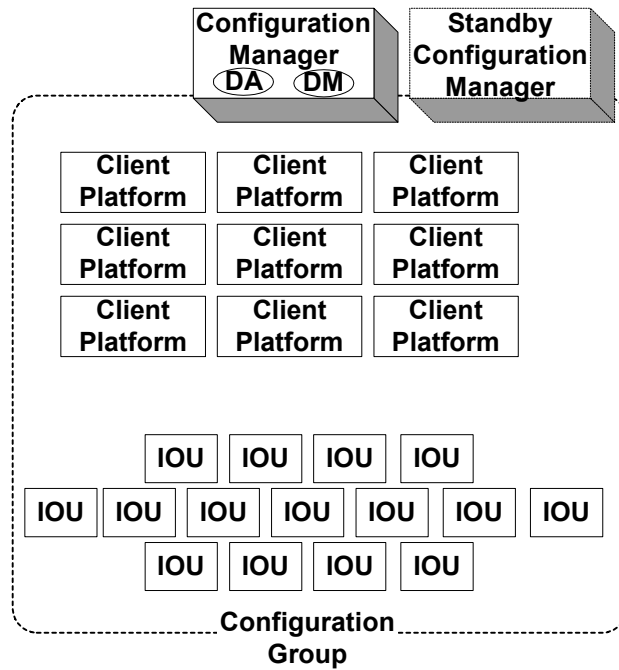 Configuration
Manager
DA DM
Standby
Configuration
Manager
Client
Platform
Client
Platform
Client
Platform
Client
Platform
Client
Platform
Client
Platform
Client
Platform
Client
Platform
Client
Platform
IOU IOU IOU IOU
IOU IOU IOU IOU IOU IOU IOU
IOU IOU IOU IOU
Configuration
Group